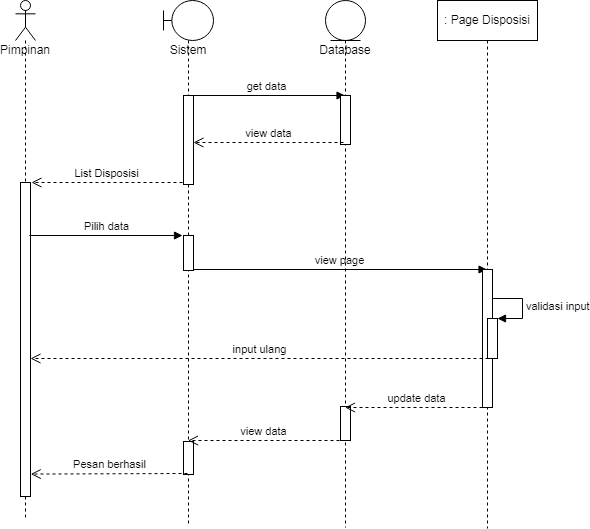 Pimpinan
Sistem
Database
: Page Disposisi
get data
view data
List Disposisi
Pilih data
view page
validasi input
input ulang
update data
view data
Pesan berhasil